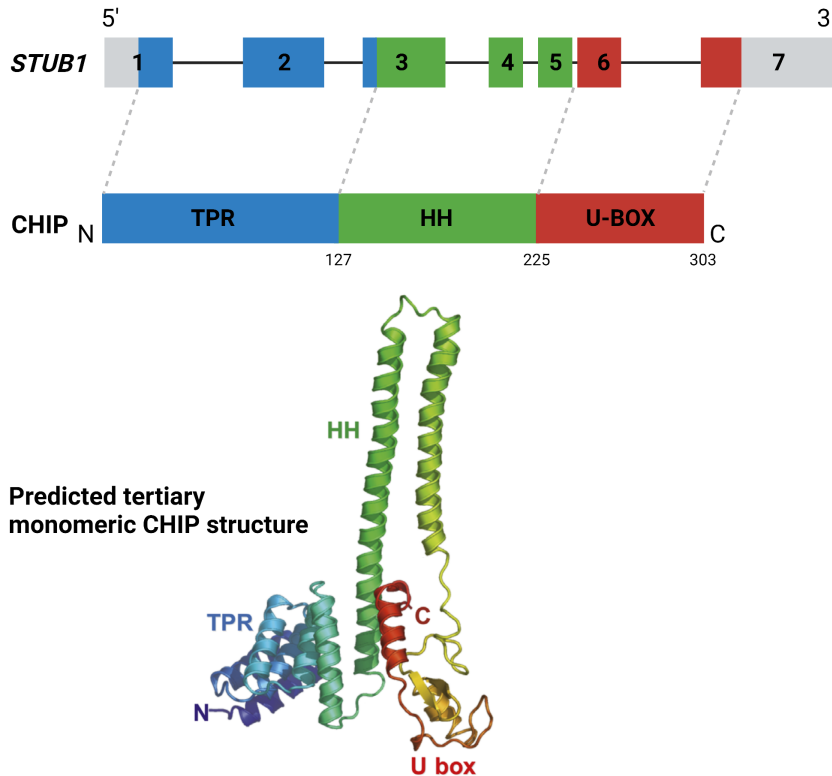 5' 3
STUB1 1 2 3 4 5 6 7
CHIP N TPR HH U-BOX C
127 225 303
HH
Predicted tertiary
monomeric CHIP structure
TPR
C
N
U box